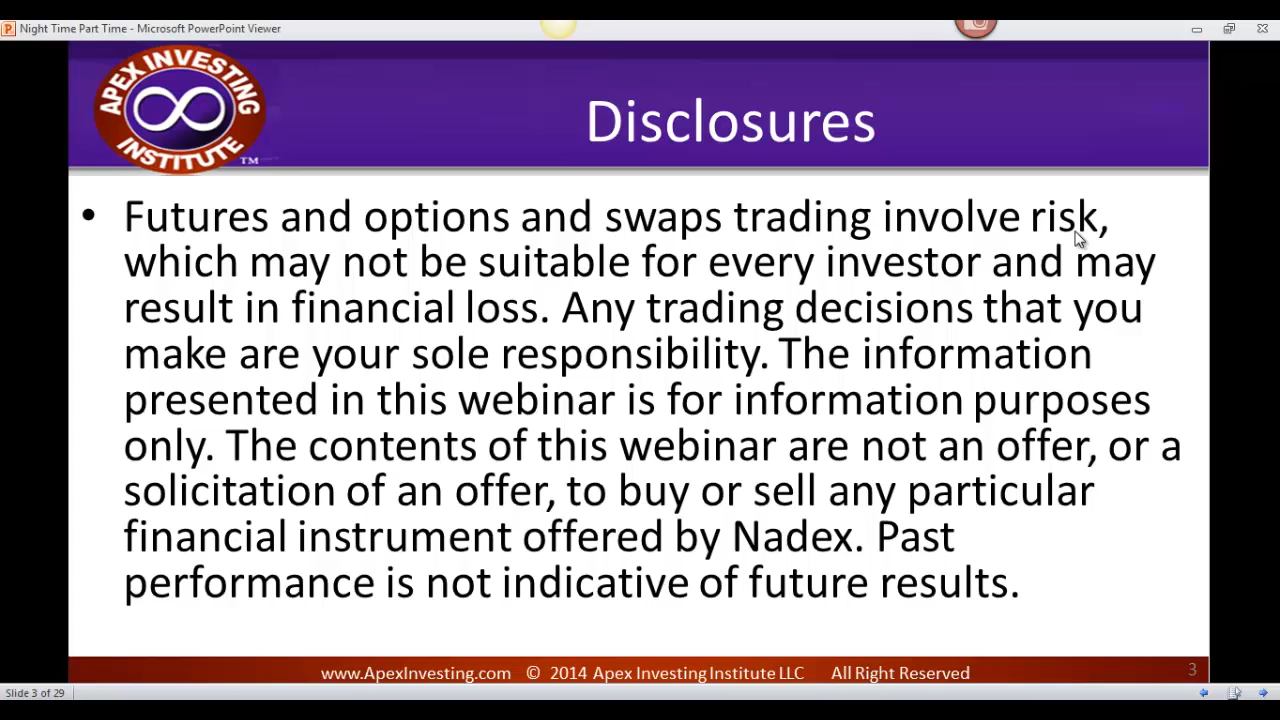 Night Time Part Time - Microsoft PowerPoint Viewer
APEX INVESTING
INSTITUTE
TM
Disclosures
• Futures and options and swaps trading involve risk,
which may not be suitable for every investor and may
result in financial loss. Any trading decisions that you
make are your sole responsibility. The information
presented in this webinar is for information purposes
only. The contents of this webinar are not an offer, or a
solicitation of an offer, to buy or sell any particular
financial instrument offered by Nadex. Past
performance is not indicative of future results.
www.ApexInvesting.com © 2014 Apex Investing Institute LLC All Right Reserved
3
Slide 3 of 29